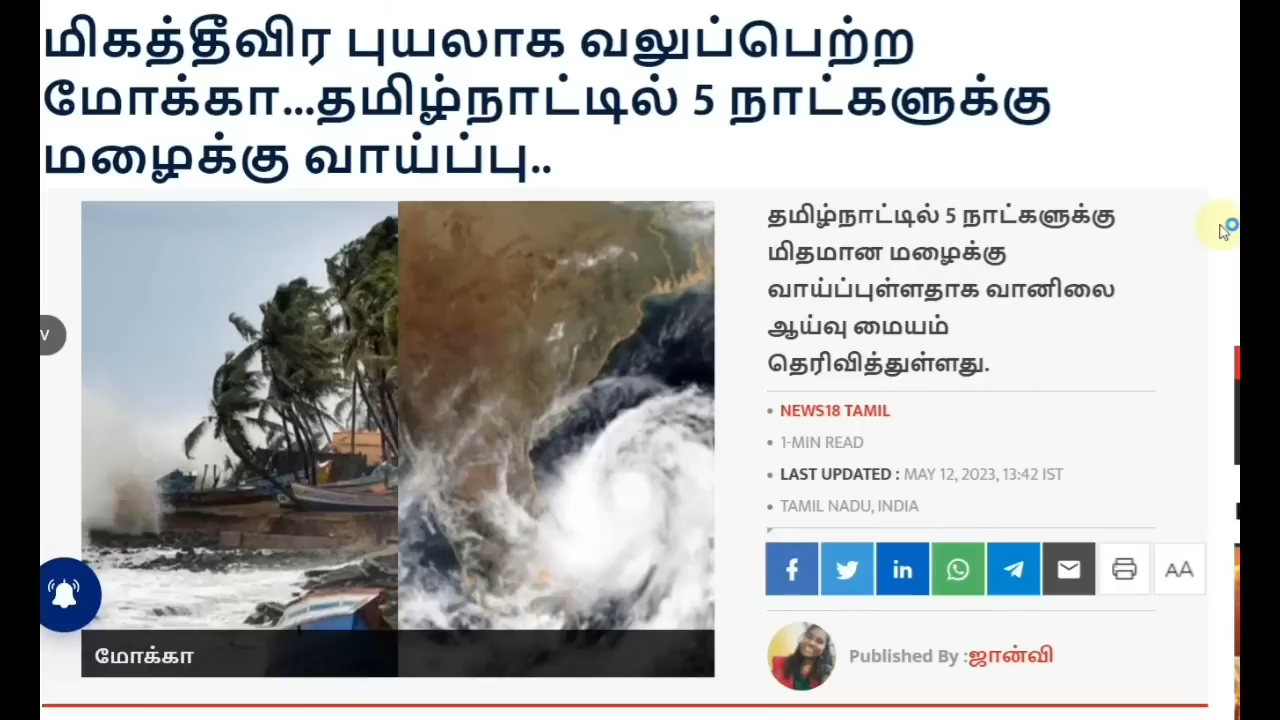 மிகத்தீவிர புயலாக வலுப்பெற்ற
மோக்கா...தமிழ்நாட்டில் 5 நாட்களுக்கு
மழைக்கு வாய்ப்பு..
தமிழ்நாட்டில் 5 நாட்களுக்கு
மிதமான மழைக்கு
வாய்ப்புள்ளதாக வானிலை
ஆய்வு மையம்
தெரிவித்துள்ளது.
NEWS18 TAMIL
1-MIN READ
LAST UPDATED : MAY 12, 2023, 13:42 IST
TAMIL NADU, INDIA
AA
மோக்கா
Published By :ஜான்வி